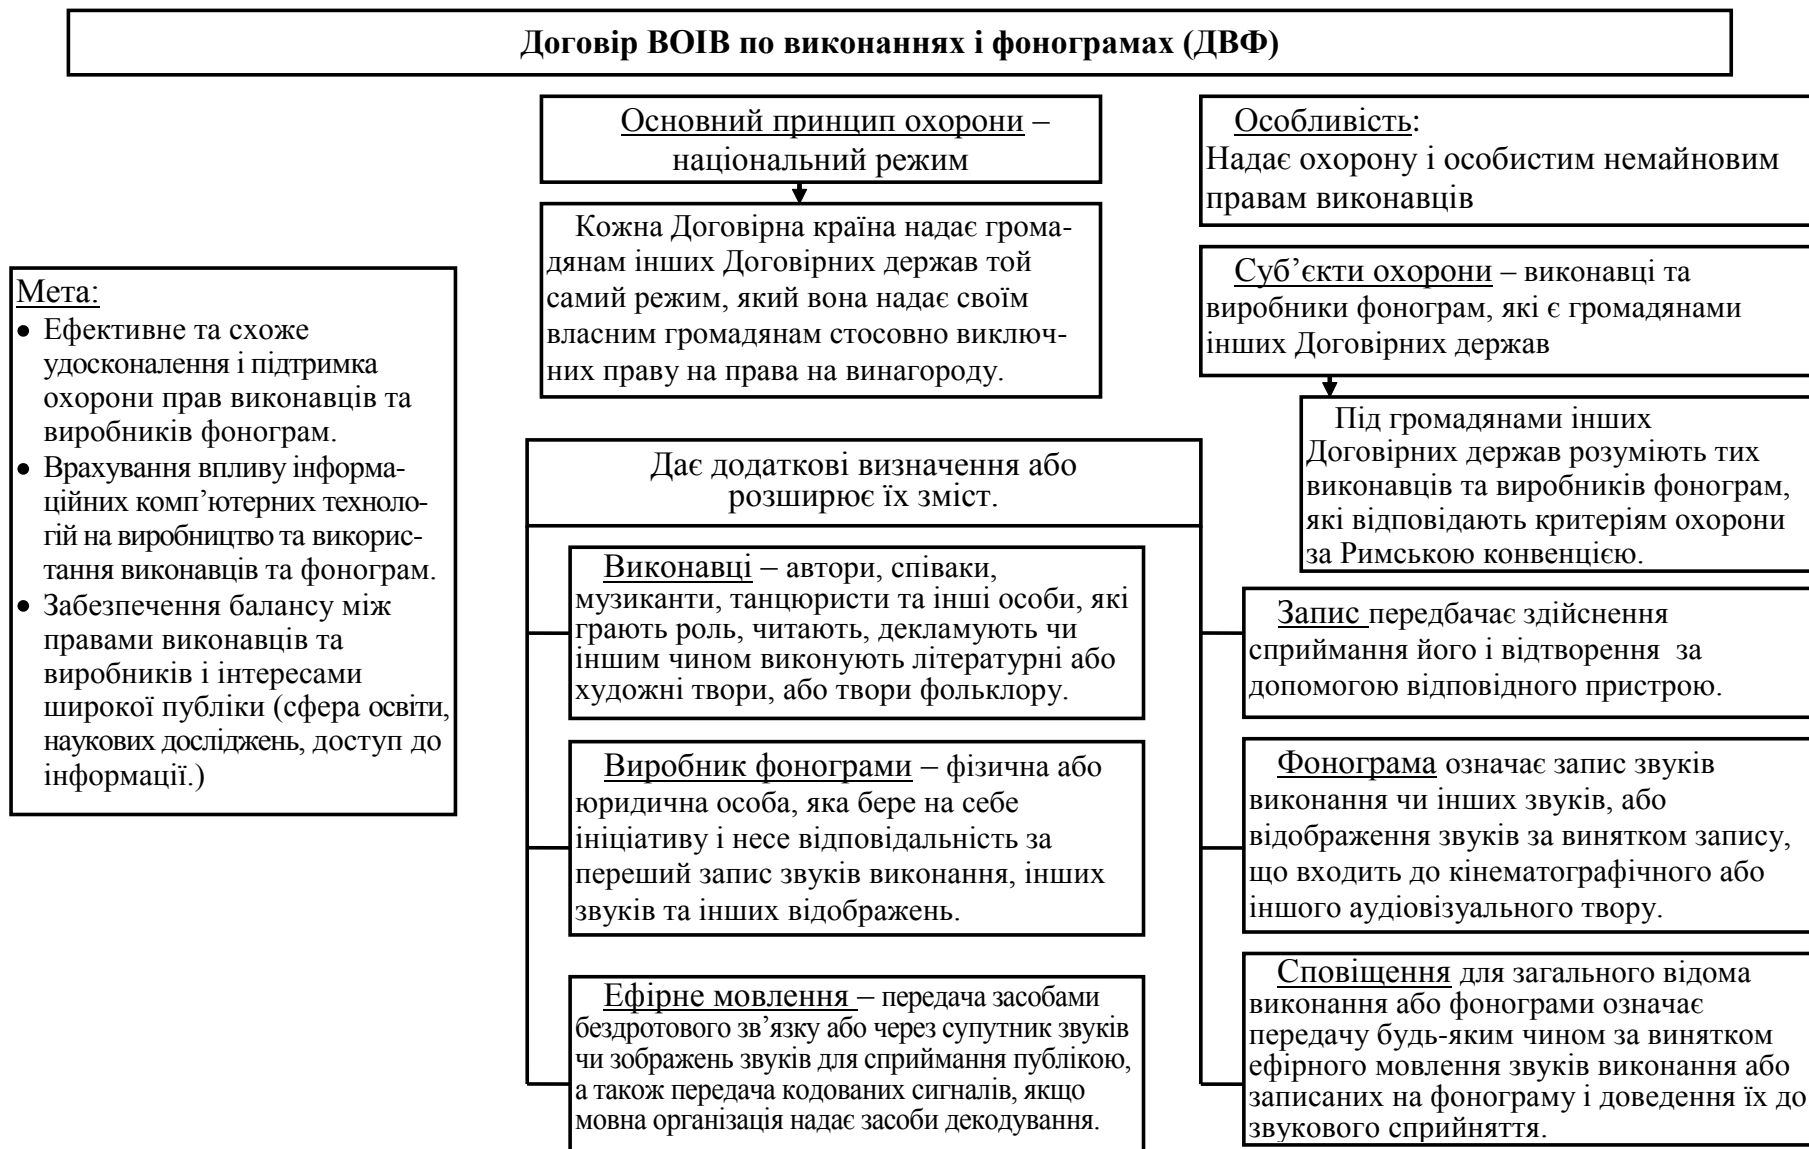 Договір ВОІВ по виконаннях і фонограмах (ДВФ)
Основний принцип охорони –
національний режим
Кожна Договірна країна надає грома-
дянам інших Договірних держав той
самий режим, який вона надає своїм
власним громадянам стосовно виключ-
них праву на права на винагороду.
Особливість:
Надає охорону і особистим немайновим
правам виконавців
Суб’єкти охорони – виконавці та
виробники фонограм, які є громадянами
інших Договірних держав
Під громадянами інших
Договірних держав розуміють тих
виконавців та виробників фонограм,
які відповідають критеріям охорони
за Римською конвенцією.
Мета:
• Ефективне та схоже
удосконалення і підтримка
охорони прав виконавців та
виробників фонограм.
• Врахування впливу інформа-
ційних комп’ютерних техноло-
гій на виробництво та викорис-
тання виконавців та фонограм.
• Забезпечення балансу між
правами виконавців та
виробників і інтересами
широкої публіки (сфера освіти,
наукових досліджень, доступ до
інформації.)
Дає додаткові визначення або
розширює їх зміст.
Виконавці – автори, співаки,
музиканти, танцюристи та інші особи, які
грають роль, читають, декламують чи
іншим чином виконують літературні або
художні твори, або твори фольклору.
Виробник фонограми – фізична або
юридична особа, яка бере на себе
ініціативу і несе відповідальність за
переший запис звуків виконання, інших
звуків та інших відображень.
Ефірне мовлення – передача засобами
бездротового зв’язку або через супутник звуків
чи зображень звуків для сприймання публікою,
а також передача кодованих сигналів, якщо
мовна організація надає засоби декодування.
Запис передбачає здійснення
сприймання його і відтворення за
допомогою відповідного пристрою.
Фонограма означає запис звуків
виконання чи інших звуків, або
відображення звуків за винятком запису,
що входить до кінематографічного або
іншого аудіовізуального твору.
Сповіщення для загального відома
виконання або фонограми означає
передачу будь-яким чином за винятком
ефірного мовлення звуків виконання або
записаних на фонограму і доведення їх до
звукового сприйняття.